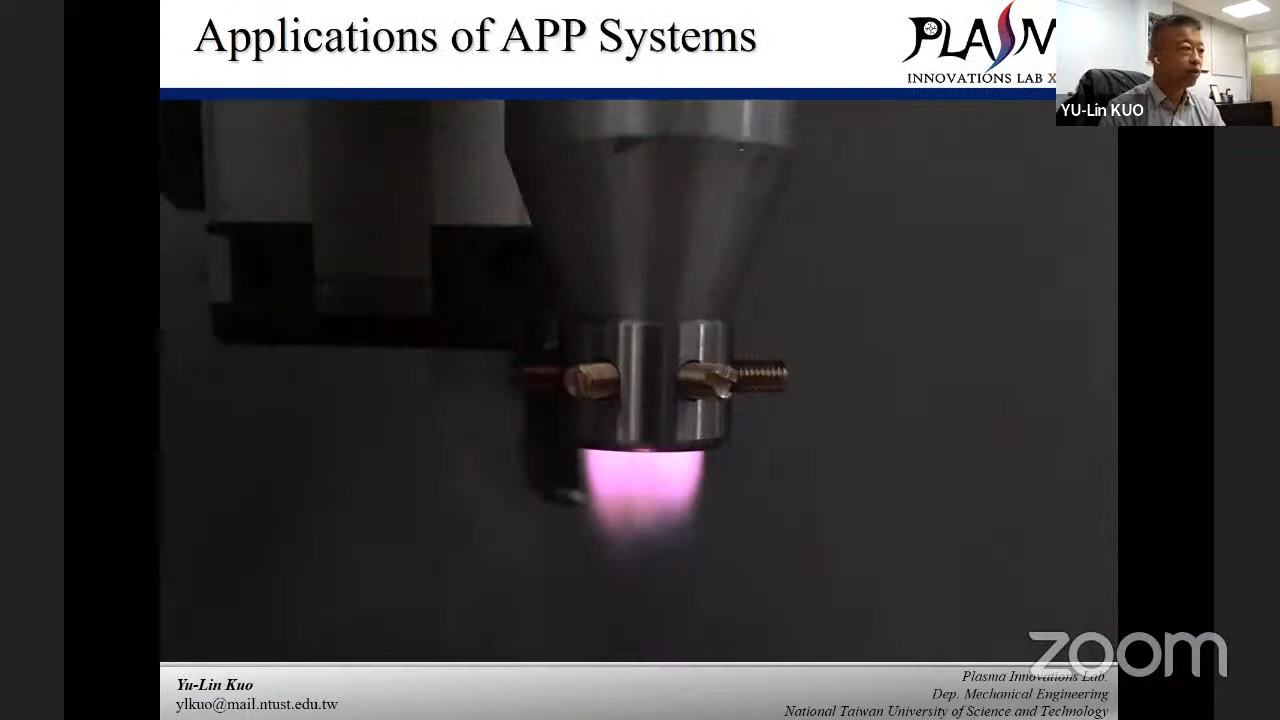 Applications of APP Systems
PLASM
INNOVATIONS LAB X
YU-Lin KUO
zoom
Yu-Lin Kuo
ylkuo@mail.ntust.edu.tw
Plasma Innovations Lab.
Dep. Mechanical Engineering
National Taiwan University of Science and Technology